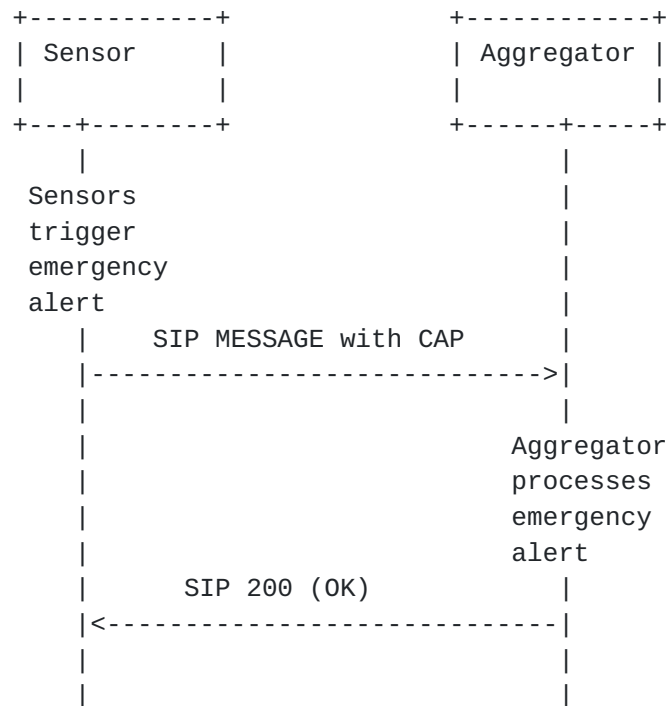 Sensor
Aggregator
Sensors
trigger
emergency
alert
SIP MESSAGE with CAP
Aggregator
processes
emergency
alert
SIP 200 (OK)